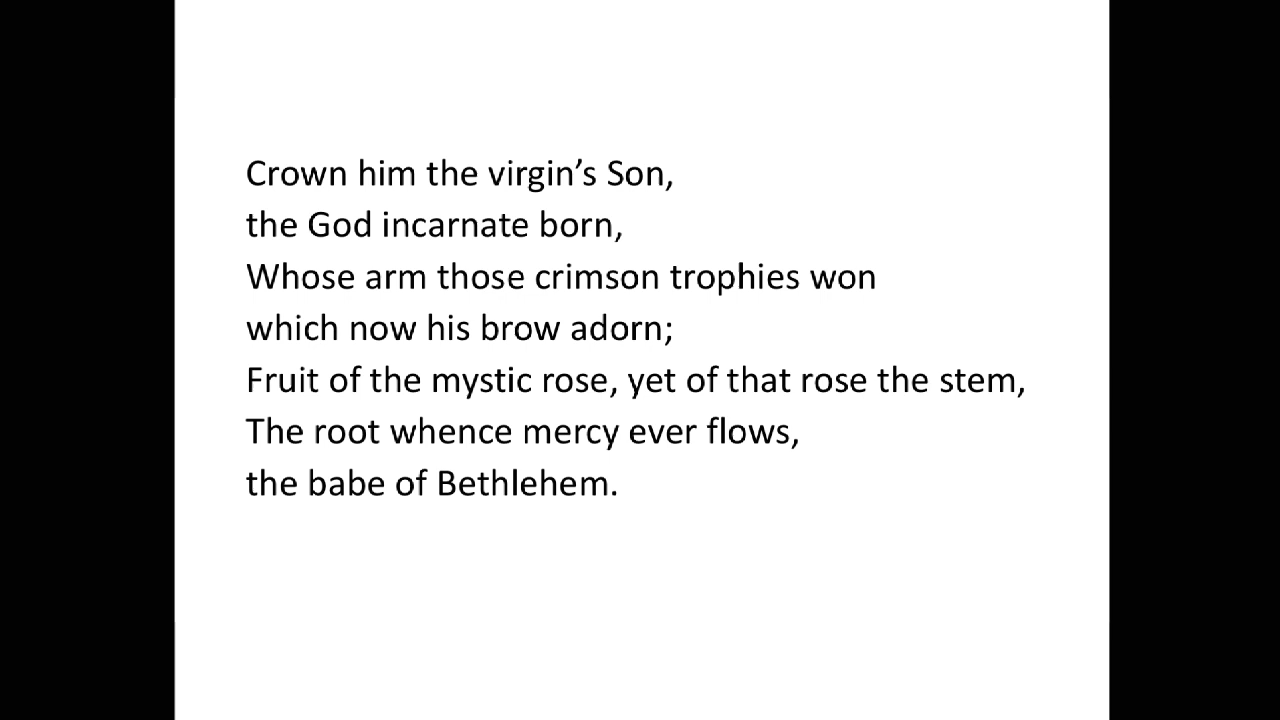 Crown him the virgin’s Son,
the God incarnate born,
Whose arm those crimson trophies won
which now his brow adorn;
Fruit of the mystic rose, yet of that rose the stem,
The root whence mercy ever flows,
the babe of Bethlehem.